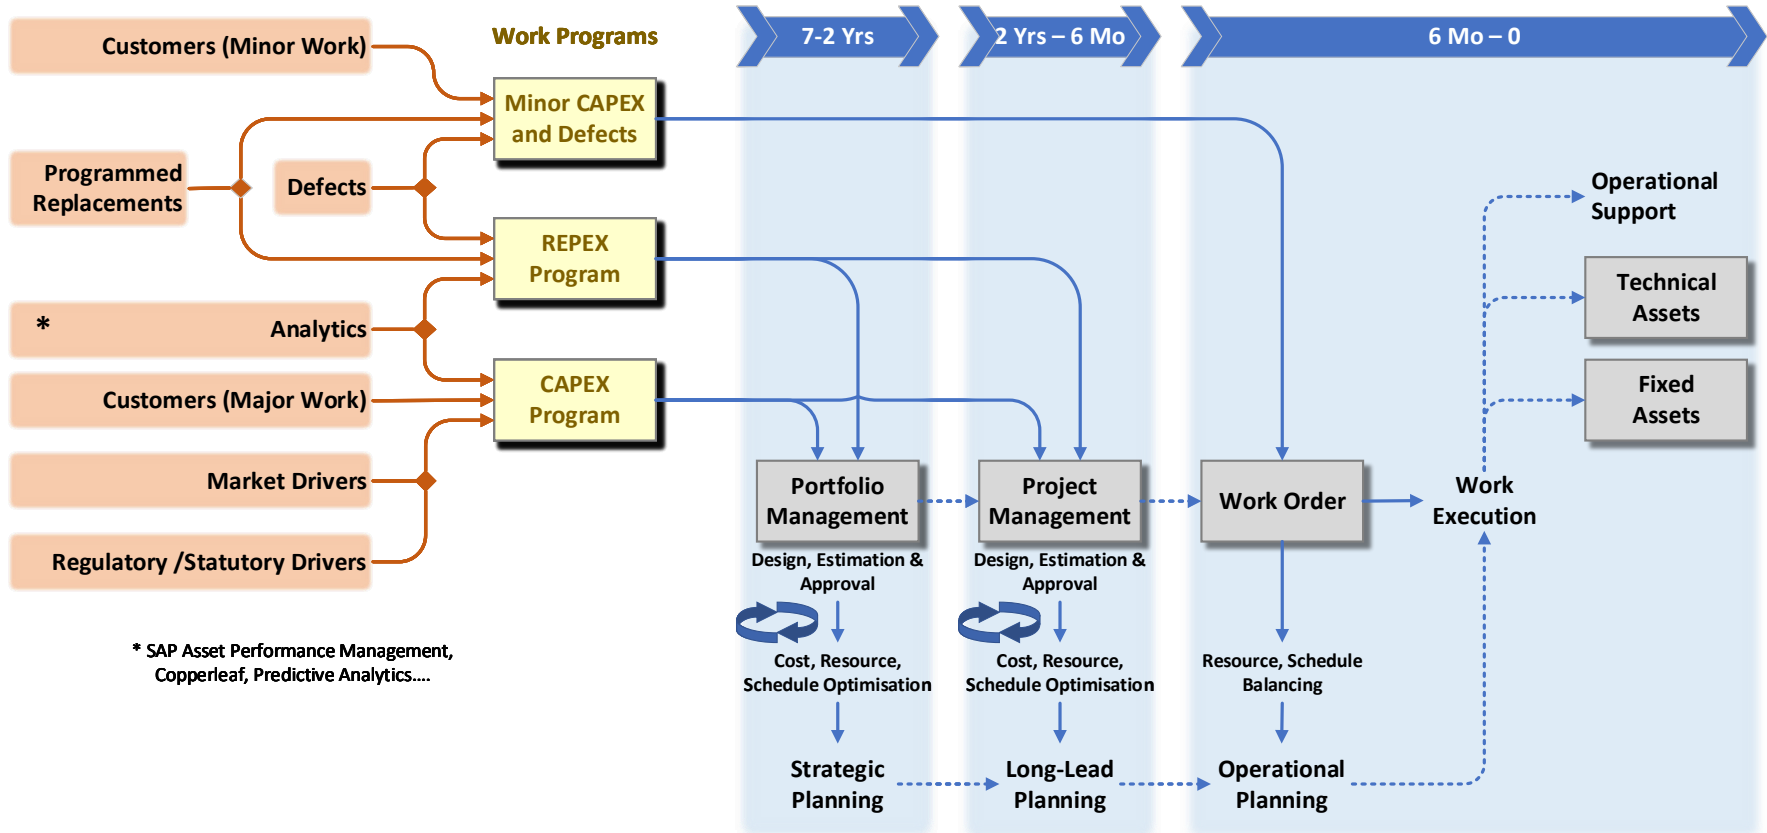 Customers (Minor Work)
Programmed
Replacements
Defects
*
Analytics
Customers (Major Work)
Market Drivers
Regulatory /Statutory Drivers
* SAP Asset Performance Management,
Copperleaf, Predictive Analytics....
Work Programs
Minor CAPEX
and Defects
REPEX
Program
CAPEX
Program
7-2 Yrs
2 Yrs – 6 Mo
6 Mo – 0
Portfolio
Management
Design, Estimation &
Approval
Cost, Resource,
Schedule Optimisation
Strategic
Planning
Project
Management
Design, Estimation &
Approval
Cost, Resource,
Schedule Optimisation
Long-Lead
Planning
Work Order
Resource, Schedule
Balancing
Operational
Planning
Work
Execution
Operational
Support
Technical
Assets
Fixed
Assets